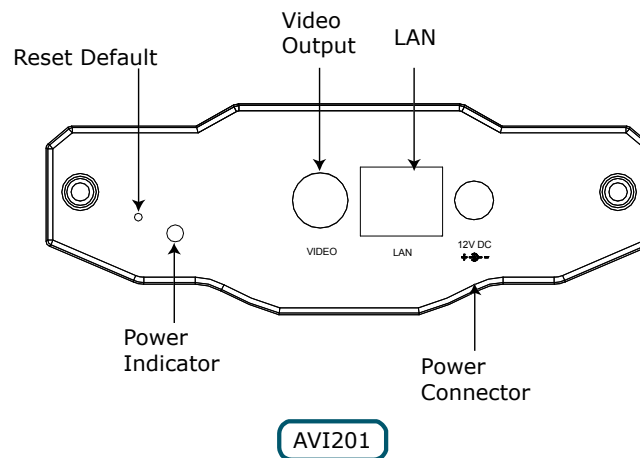 Video
Output
LAN
Reset Default
VIDEO
LAN
12V DC
Power
Indicator
Power
Connector
AVI201